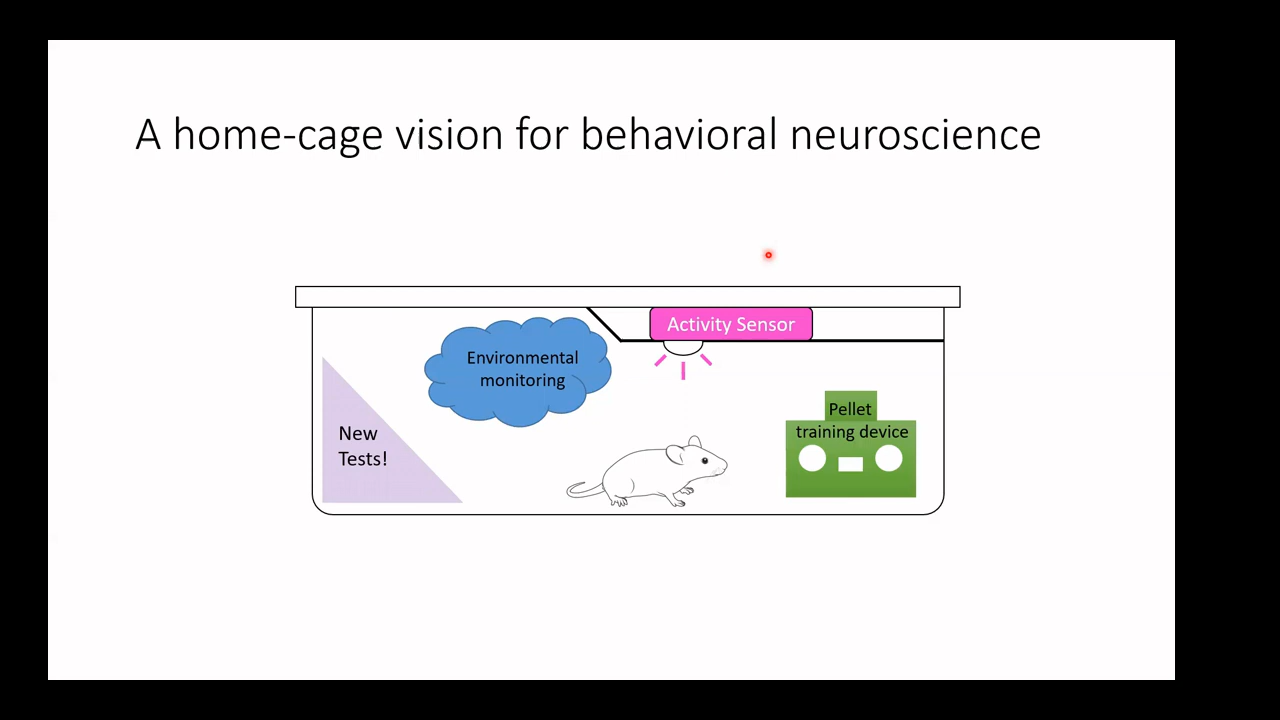 A home-cage vision for behavioral neuroscience
Activity Sensor
Environmental
monitoring
Pellet
training device
New
Tests!